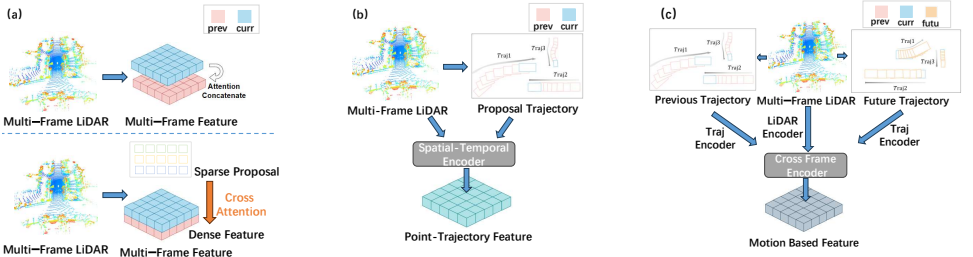 (a)
prev curr
Attention
Concatenate
Multi—Frame LiDAR
Multi—Frame Feature
Sparse Proposal
Cross
Attention
Dense Feature
Multi—Frame LiDAR
Multi—Frame Feature
(b)
prev curr
Traj1
Traj3
Traj2
Multi-Frame LiDAR
Proposal Trajectory
Spatial-Temporal
Encoder
Point-Trajectory Feature
(c)
prev curr futu
Traj1
Traj3
Traj2
Traj1
Traj3
Traj2
Previous Trajectory
Multi—Frame LiDAR
Future Trajectory
Traj
Encoder
LiDAR
Encoder
Traj
Encoder
Cross Frame
Encoder
Motion Based Feature